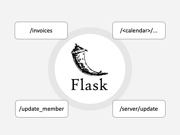 /invoices
/<calendar>/...
Flask
/update_member
/server/update